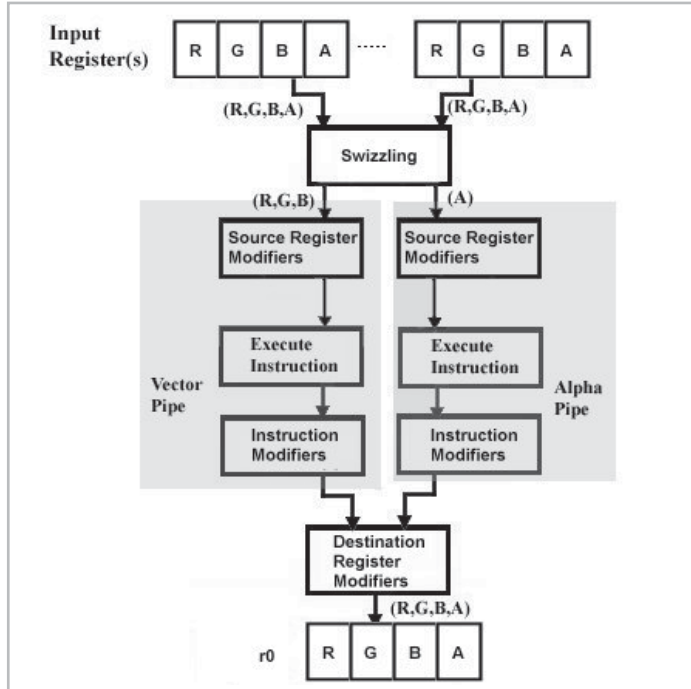 Input
Register(s)
R G B A ..... R G B A
(R,G,B,A) (R,G,B,A)
Swizzling
(R,G,B) (A)
Source Register
Modifiers
Source Register
Modifiers
Execute
Instruction
Execute
Instruction
Vector
Pipe
Alpha
Pipe
Instruction
Modifiers
Instruction
Modifiers
Destination
Register
Modifiers
(R,G,B,A)
r0 R G B A